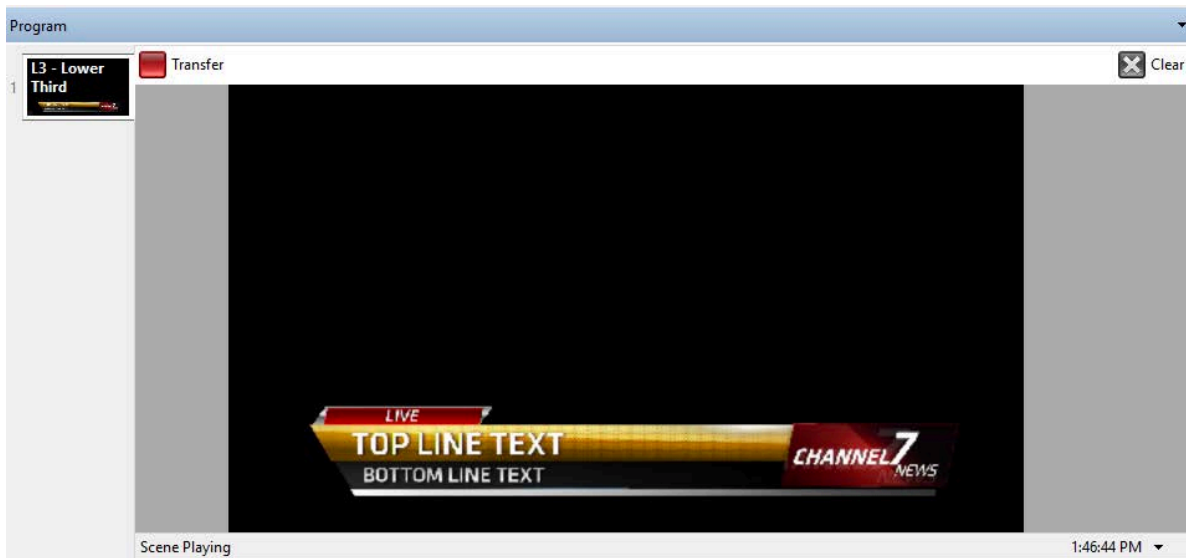 Program
1
L3 - Lower
Third
Transfer
Clear
LIVE
TOP LINE TEXT
BOTTOM LINE TEXT
CHANNEL 7
NEWS
Scene Playing
1:46:44 PM